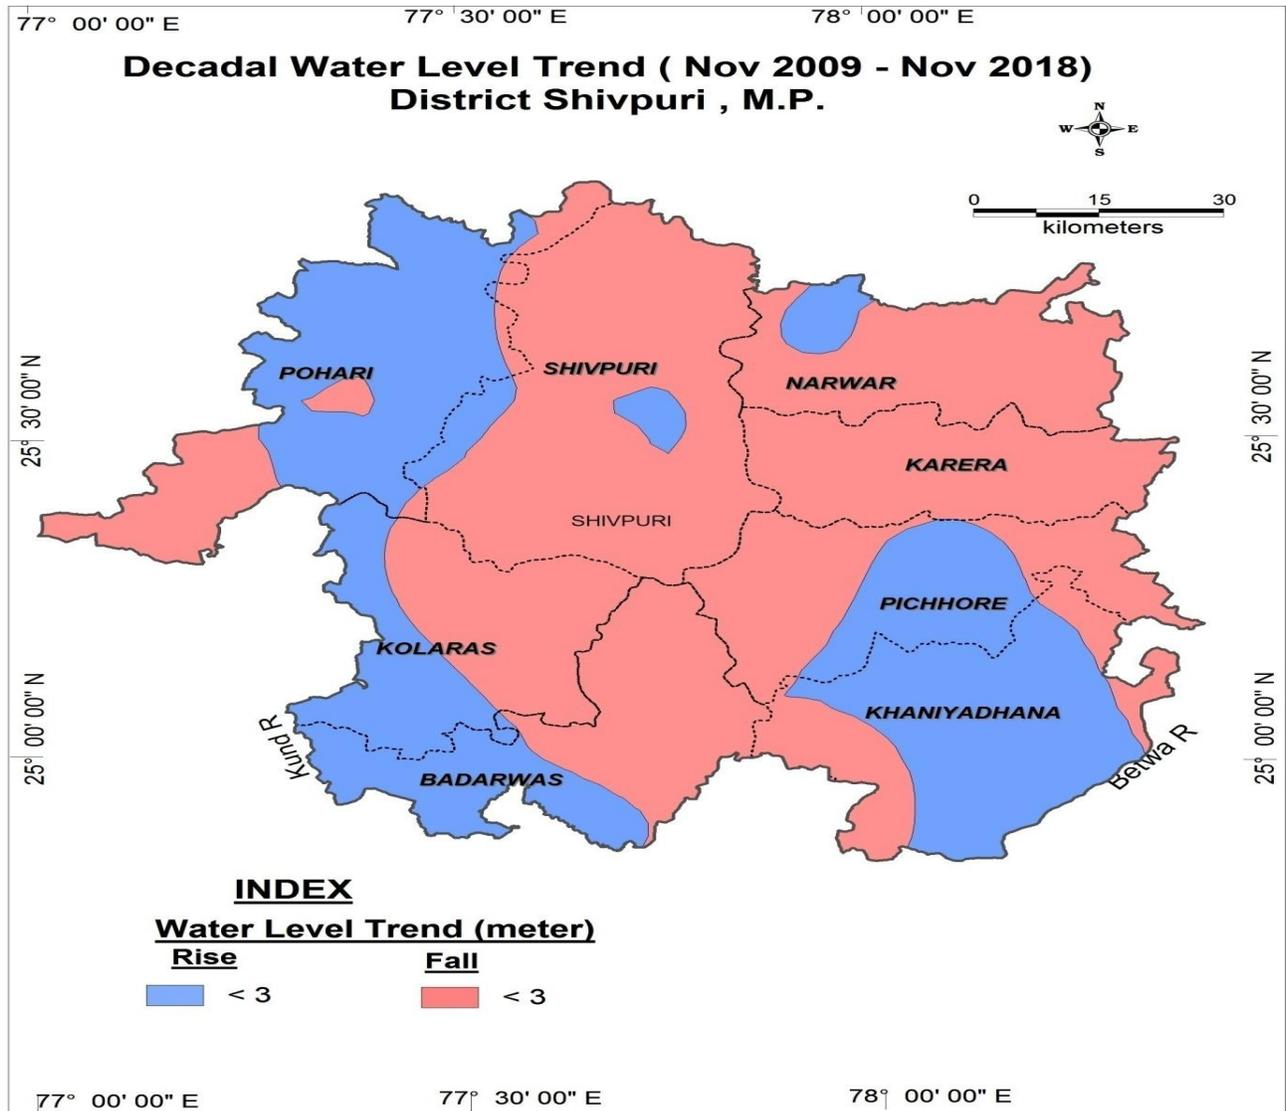 77° 00' 00" E 77° 30' 00" E 78° 00' 00" E
Decadal Water Level Trend ( Nov 2009 - Nov 2018)
District Shivpuri , M.P.
N
W E
S
0 15 30
kilometers
25° 30' 00" N
25° 30' 00" N
POHARI
SHIVPURI
NARWAR
KARERA
SHIVPURI
PICHHORE
KOLARAS
KHANIYADHANA
25° 00' 00" N
25° 00' 00" N
Kund R
Betwa R
BADARWAS
INDEX
Water Level Trend (meter)
Rise Fall
< 3 < 3
77° 00' 00" E 77° 30' 00" E 78° 00' 00" E